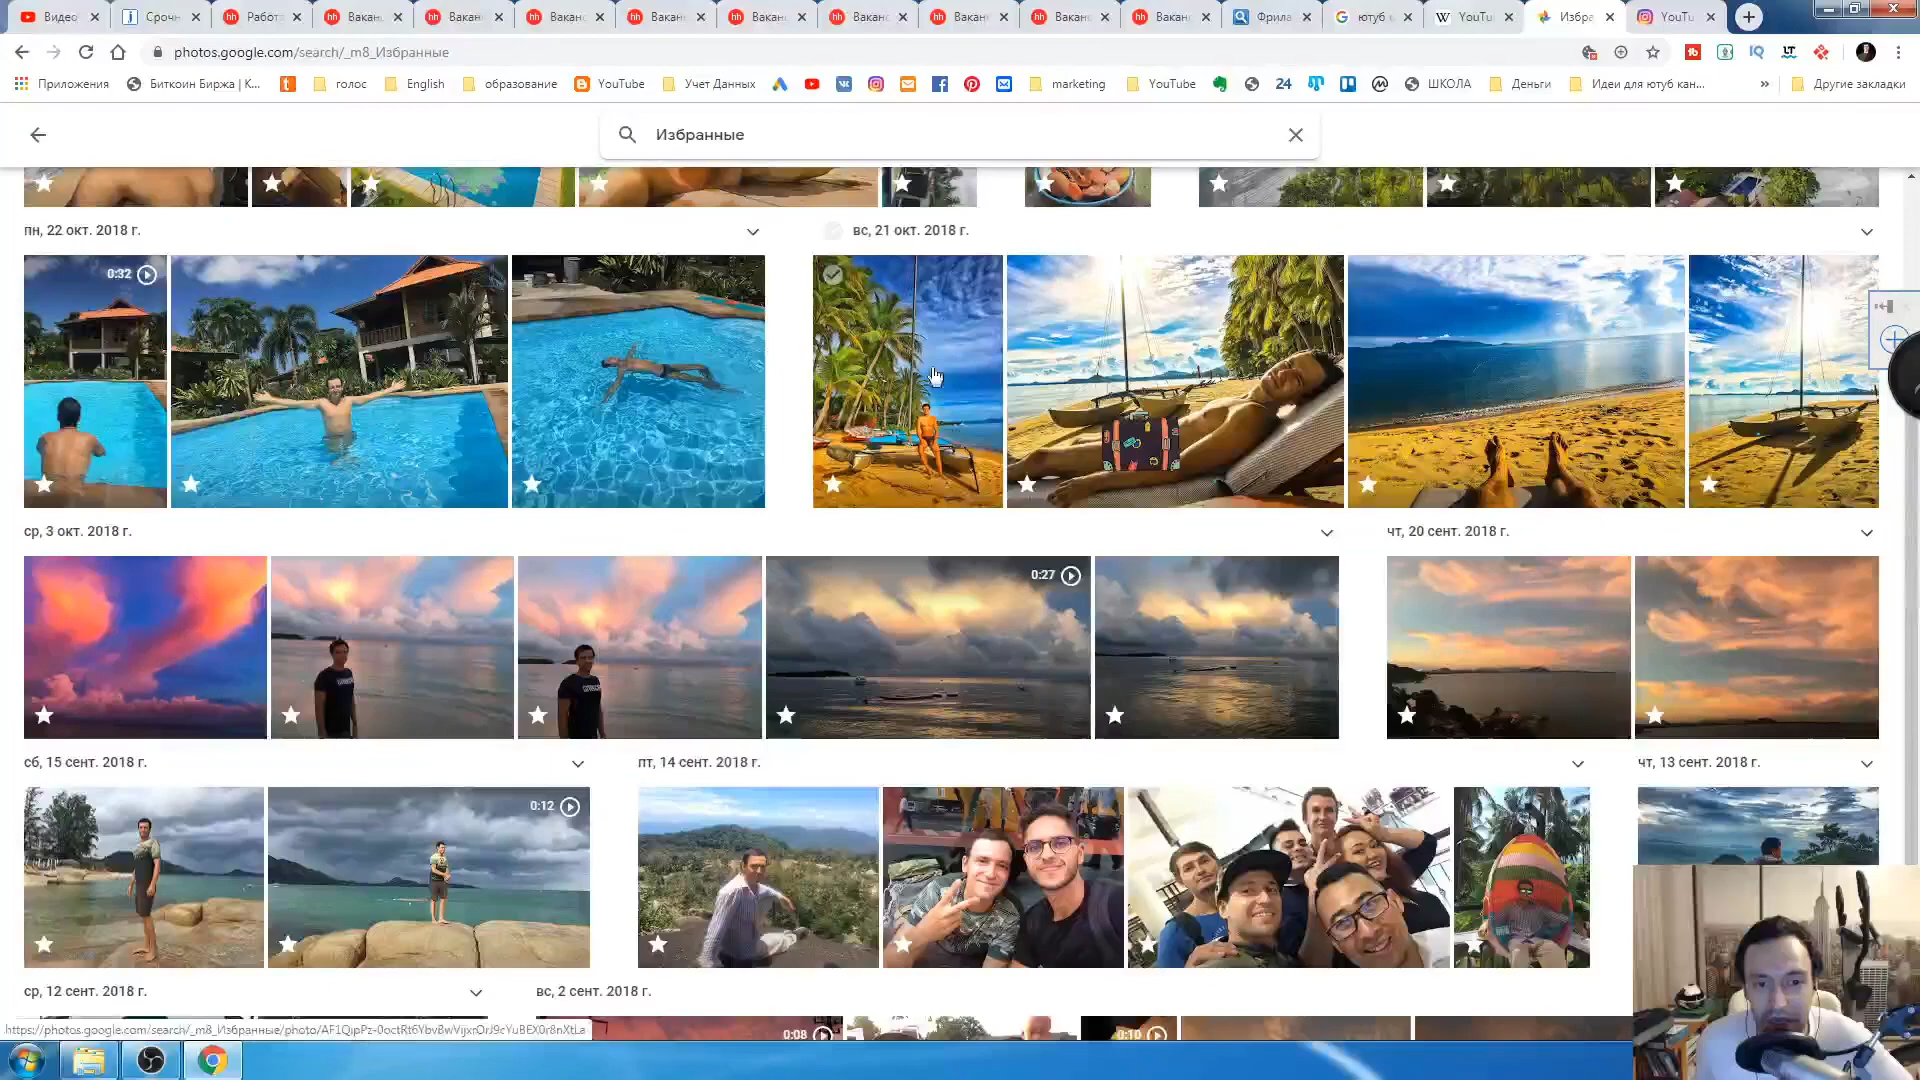 Видео
Срочн
Работа
Вакан
Вакан
Вакан
Вакан
Вакан
Вакан
Вакан
Вакан
Вакан
Фрила
ютуб
YouTu
Избра
YouTu
photos.google.com/search/_m8_Избранные
Приложения
Биткоин Биржа | К...
голос
English
образование
YouTube
Учет Данных
24
marketing
YouTube
ШКОЛА
Деньги
Идеи для ютуб кан...
Другие закладки
Избранные
пн, 22 окт. 2018 г.
вс, 21 окт. 2018 г.
0:32
ср, 3 окт. 2018 г.
чт, 20 сент. 2018 г.
0:27
сб, 15 сент. 2018 г.
пт, 14 сент. 2018 г.
чт, 13 сент. 2018 г.
0:12
ср, 12 сент. 2018 г.
вс, 2 сент. 2018 г.
0:08
0:10